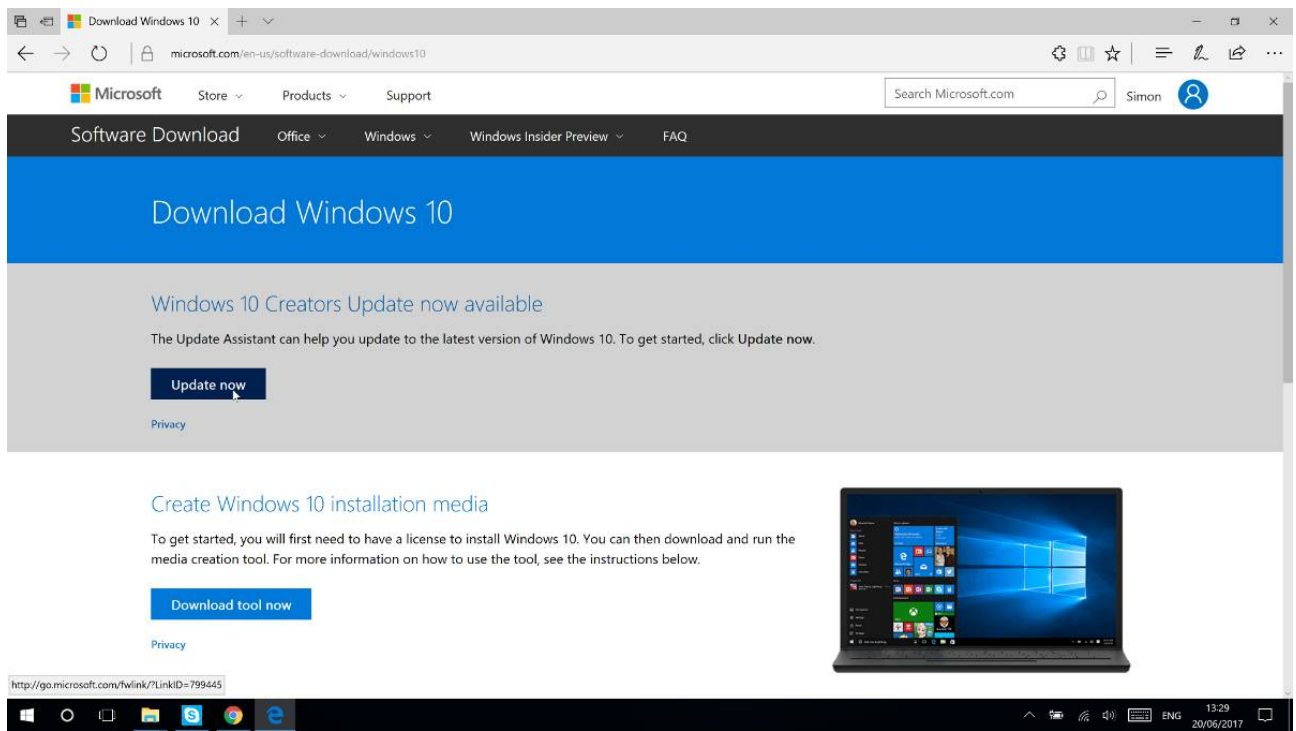 Download Windows 10
microsoft.com/en-us/software-download/windows10
Microsoft Store Products Support Search Microsoft.com Simon
Software Download Office Windows Windows Insider Preview FAQ
Download Windows 10
Windows 10 Creators Update now available
The Update Assistant can help you update to the latest version of Windows 10. To get started, click Update now.
Update now
Privacy
Create Windows 10 installation media
To get started, you will first need to have a license to install Windows 10. You can then download and run the
media creation tool. For more information on how to use the tool, see the instructions below.
Download tool now
Privacy
http://go.microsoft.com/fwlink/?LinkID=799445
ENG 13:29
20/06/2017